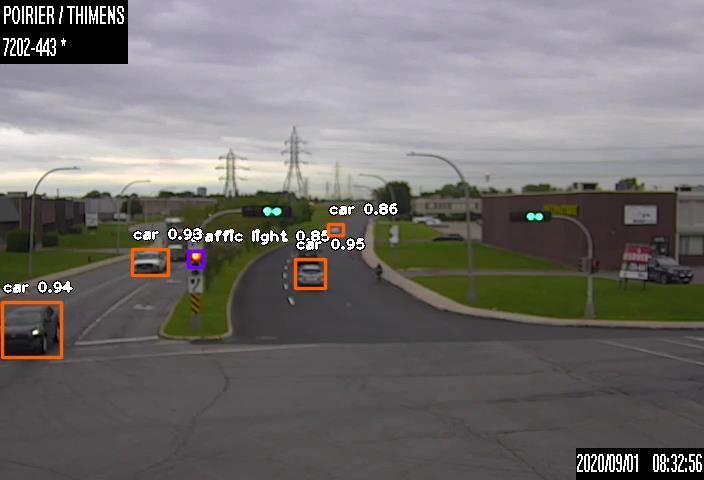 POIRIER / THIMENS
7202-443 *
car 0.86
car 0.93
affic light 0.85
car 0.95
car 0.94
2020/09/01 08:32:56